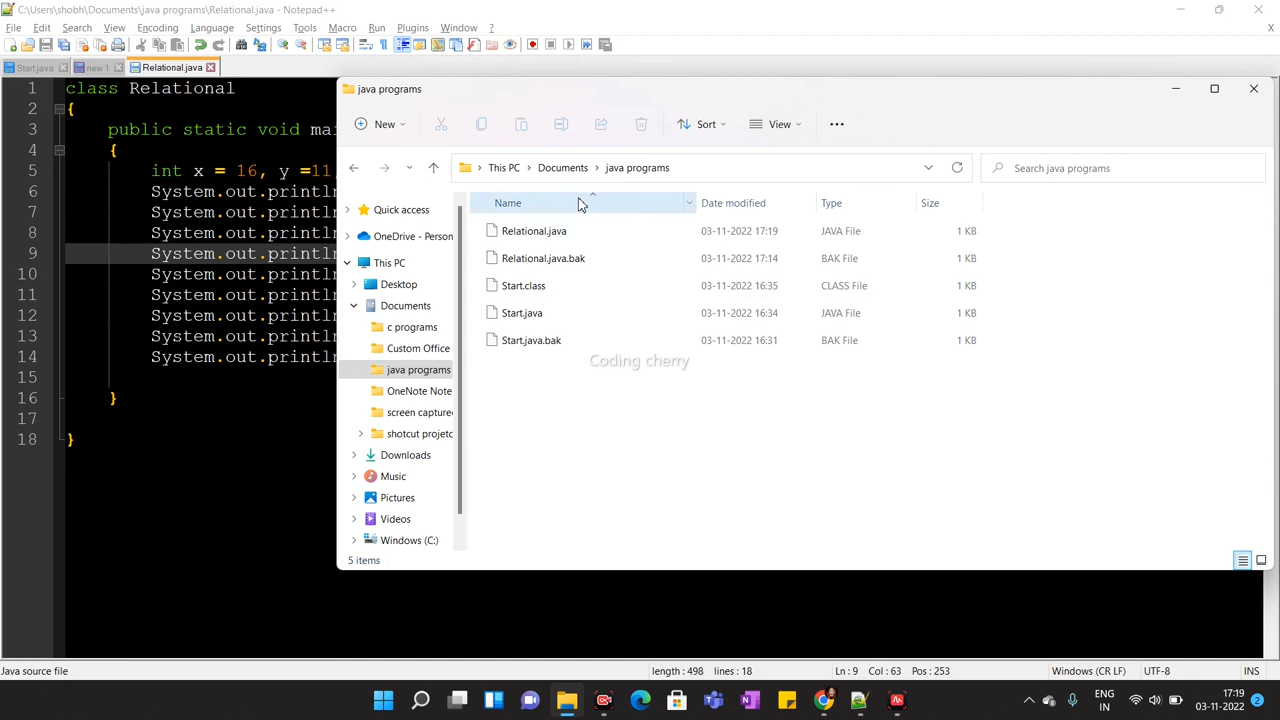 C:\Users\shobh\Documents\java programs\Relational.java - Notepad++
File Edit Search View Encoding Language Settings Tools Macro Run Plugins Window ? X
Start.java new 1 Relational.java
1 class Relational
2 {
3 public static void mai
4 {
5 int x = 16, y =11,
6 System.out.println
7 System.out.println
8 System.out.println
9 System.out.println
10 System.out.println
11 System.out.println
12 System.out.println
13 System.out.println
14 System.out.println
15
16 }
17
18 }
java programs
New Sort View
This PC > Documents > java programs
Search java programs
Name Date modified Type Size
Relational.java 03-11-2022 17:19 JAVA File 1 KB
Relational.java.bak 03-11-2022 17:14 BAK File 1 KB
Start.class 03-11-2022 16:35 CLASS File 1 KB
Start.java 03-11-2022 16:34 JAVA File 1 KB
Start.java.bak 03-11-2022 16:31 BAK File 1 KB
Quick access
OneDrive - Person
This PC
Desktop
Documents
c programs
Custom Office
java programs
OneNote Note
screen capture
shotcut projetc
Downloads
Music
Pictures
Videos
Windows (C:)
5 items
Coding cherry
Java source file length : 498 lines : 18 Ln : 9 Col : 63 Pos : 253 Windows (CR LF) UTF-8 INS
ENG
IN
17:19
03-11-2022
2